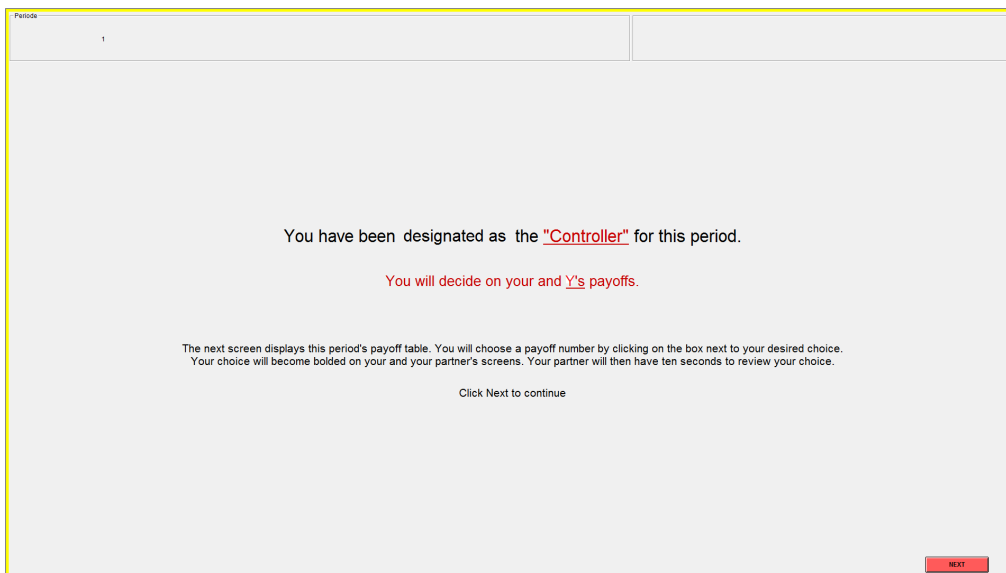 Periode
1
You have been designated as the "Controller" for this period.
You will decide on your and Y's payoffs.
The next screen displays this period's payoff table. You will choose a payoff number by clicking on the box next to your desired choice.
Your choice will become bolded on your and your partner's screens. Your partner will then have ten seconds to review your choice.
Click Next to continue
NEXT